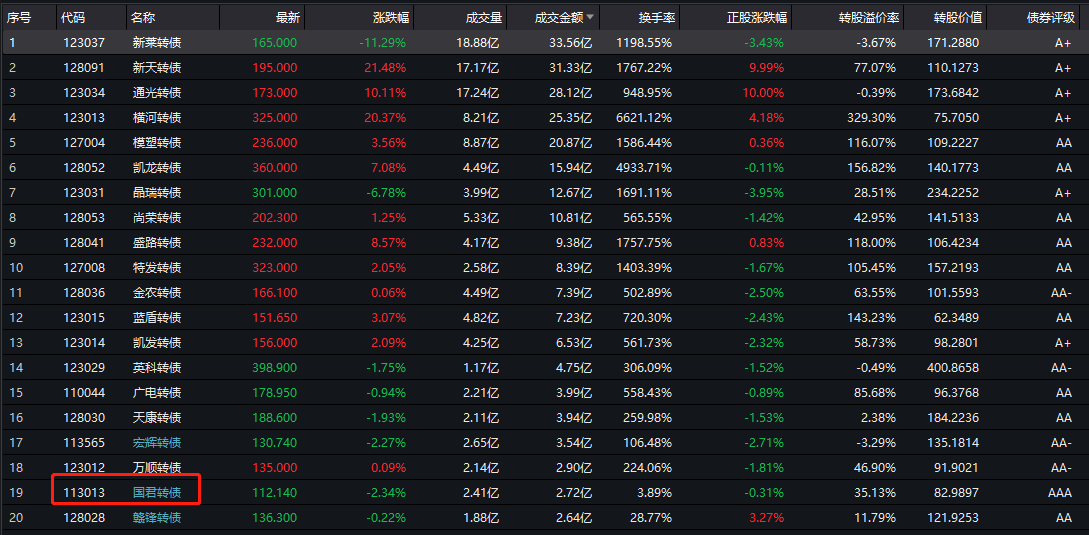 序号 代码 名称 最新 涨跌幅 成交量 成交金额 换手率 正股涨跌幅 转股溢价率 转股价值 债券评级
1 123037 新莱转债 165.000 -11.29% 18.88亿 33.56亿 1198.55% -3.43% -3.67% 171.2880 A+
2 128091 新天转债 195.000 21.48% 17.17亿 31.33亿 1767.22% 9.99% 77.07% 110.1273 A+
3 123034 通光转债 173.000 10.11% 17.24亿 28.12亿 948.95% 10.00% -0.39% 173.6842 A+
4 123013 横河转债 325.000 20.37% 8.21亿 25.35亿 6621.12% 4.18% 329.30% 75.7050 A+
5 127004 模塑转债 236.000 3.56% 8.87亿 20.87亿 1586.44% 0.36% 116.07% 109.2227 AA
6 128052 凯龙转债 360.000 7.08% 4.49亿 15.94亿 4933.71% -0.11% 156.82% 140.1773 AA
7 123031 晶瑞转债 301.000 -6.78% 3.99亿 12.67亿 1691.11% -3.95% 28.51% 234.2252 A+
8 128053 尚荣转债 202.300 1.25% 5.33亿 10.81亿 565.55% -1.42% 42.95% 141.5133 AA
9 128041 盛路转债 232.000 8.57% 4.17亿 9.38亿 1757.75% 0.83% 118.00% 106.4234 AA
10 127008 特发转债 323.000 2.05% 2.58亿 8.39亿 1403.39% -1.67% 105.45% 157.2193 AA
11 128036 金农转债 166.100 0.06% 4.49亿 7.39亿 502.89% -2.50% 63.55% 101.5593 AA-
12 123015 蓝盾转债 151.650 3.07% 4.82亿 7.23亿 720.30% -2.43% 143.23% 62.3489 AA
13 123014 凯发转债 156.000 2.09% 4.25亿 6.53亿 561.73% -2.32% 58.73% 98.2801 A+
14 123029 英科转债 398.900 -1.75% 1.17亿 4.75亿 306.09% -1.52% -0.49% 400.8658 AA-
15 110044 广电转债 178.950 -0.94% 2.21亿 3.99亿 558.43% -0.89% 85.68% 96.3768 AA
16 128030 天康转债 188.600 -1.93% 2.11亿 3.94亿 259.98% -1.53% 2.38% 184.2236 AA
17 113565 宏辉转债 130.740 -2.27% 2.65亿 3.54亿 106.48% -2.71% -3.29% 135.1814 AA-
18 123012 万顺转债 135.000 0.09% 2.14亿 2.90亿 224.06% -1.81% 46.90% 91.9021 AA-
19 113013 国君转债 112.140 -2.34% 2.41亿 2.72亿 3.89% -0.31% 35.13% 82.9897 AAA
20 128028 赣锋转债 136.300 -0.22% 1.88亿 2.64亿 28.77% 3.27% 11.79% 121.9253 AA